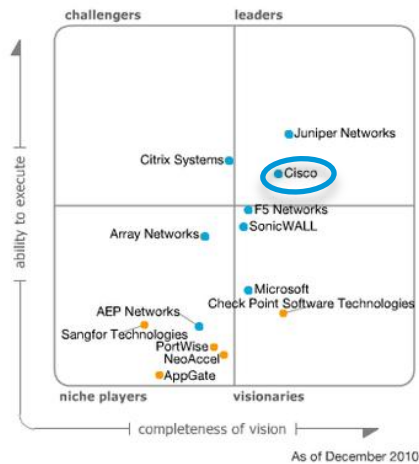 challengers
leaders
Juniper Networks
Citrix Systems
Cisco
ability to execute
F5 Networks
Array Networks
SonicWALL
Microsoft
AEP Networks
Check Point Software Technologies
Sangfor Technologies
PortWise
NeoAccel
AppGate
niche players
visionaries
completeness of vision
As of December 2010